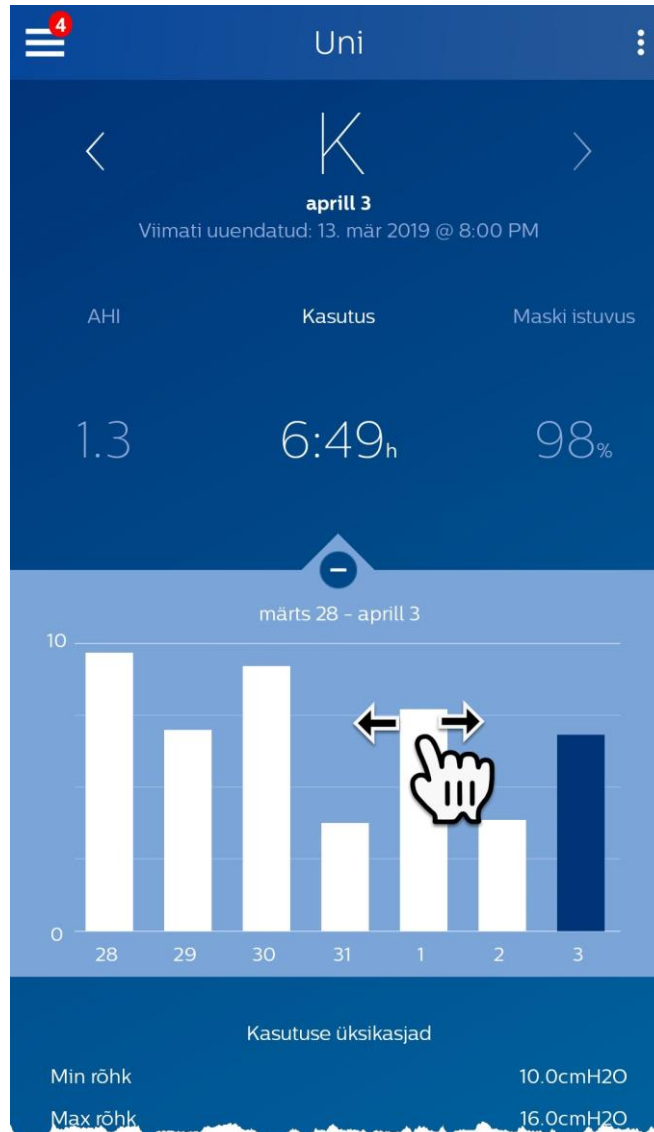 4
Uni
K
aprill 3
Viimati uuendatud: 13. mär 2019 @ 8:00 PM
AHI Kasutus Maski istuvus
1.3 6:49h 98%
märts 28 - aprill 3
10
0
28 29 30 31 1 2 3
Kasutuse üksikasjad
Min rõhk 10.0cmH2O
Max rõhk 16.0cmH2O